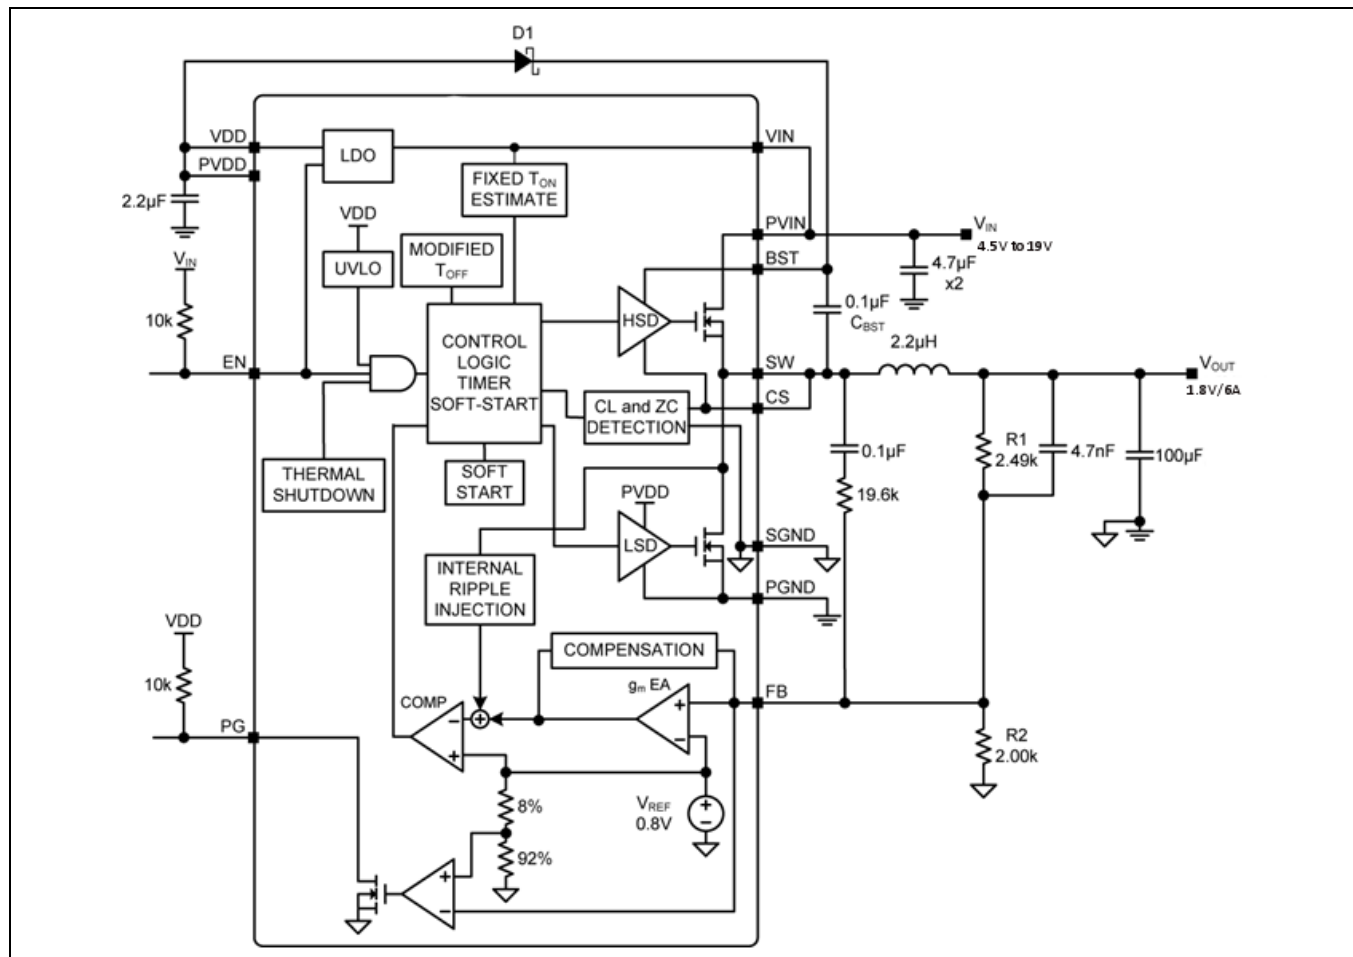 D1
VDD
VIN
LDO
PVDD
FIXED TON
ESTIMATE
2.2µF
VDD
PVIN
VIN
4.5V to 19V
MODIFIED
TOFF
VIN
UVLO
BST
4.7µF
x2
10k
HSD
0.1µF
CBST
CONTROL
LOGIC
TIMER
SOFT-START
2.2µH
EN
SW
VOUT
1.8V/6A
CS
CL and ZC
DETECTION
R1
2.49k
4.7nF
0.1µF
100µF
THERMAL
SHUTDOWN
SOFT
START
19.6k
PVDD
LSD
SGND
INTERNAL
RIPPLE
INJECTION
PGND
VDD
COMPENSATION
10k
gm EA
FB
COMP
+
−
+
−
+
PG
R2
2.00k
8%
VREF
0.8V
+
−
92%
+
−